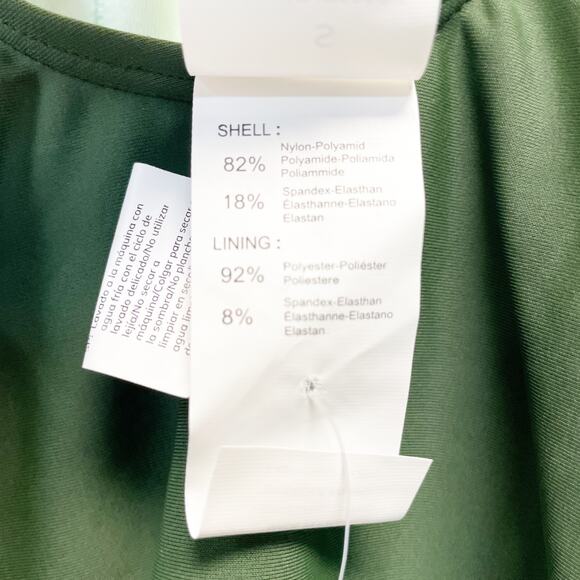 S
SHELL :
82% Nylon-Polyamid
Polyamide-Poliamida
Poliammide
18% Spandex-Elasthan
Élasthanne-Elastano
Elastan
LINING :
92% Polyester-Poliéster
Poliestere
8% Spandex-Elasthan
Élasthanne-Elastano
Elastan
Lavado a la máquina con
agua fría con el ciclo de
lavado delicado/No utilizar
lejía/No secar a
máquina/Colgar para secar
la sombra/No planch
limpiar en seco
agua